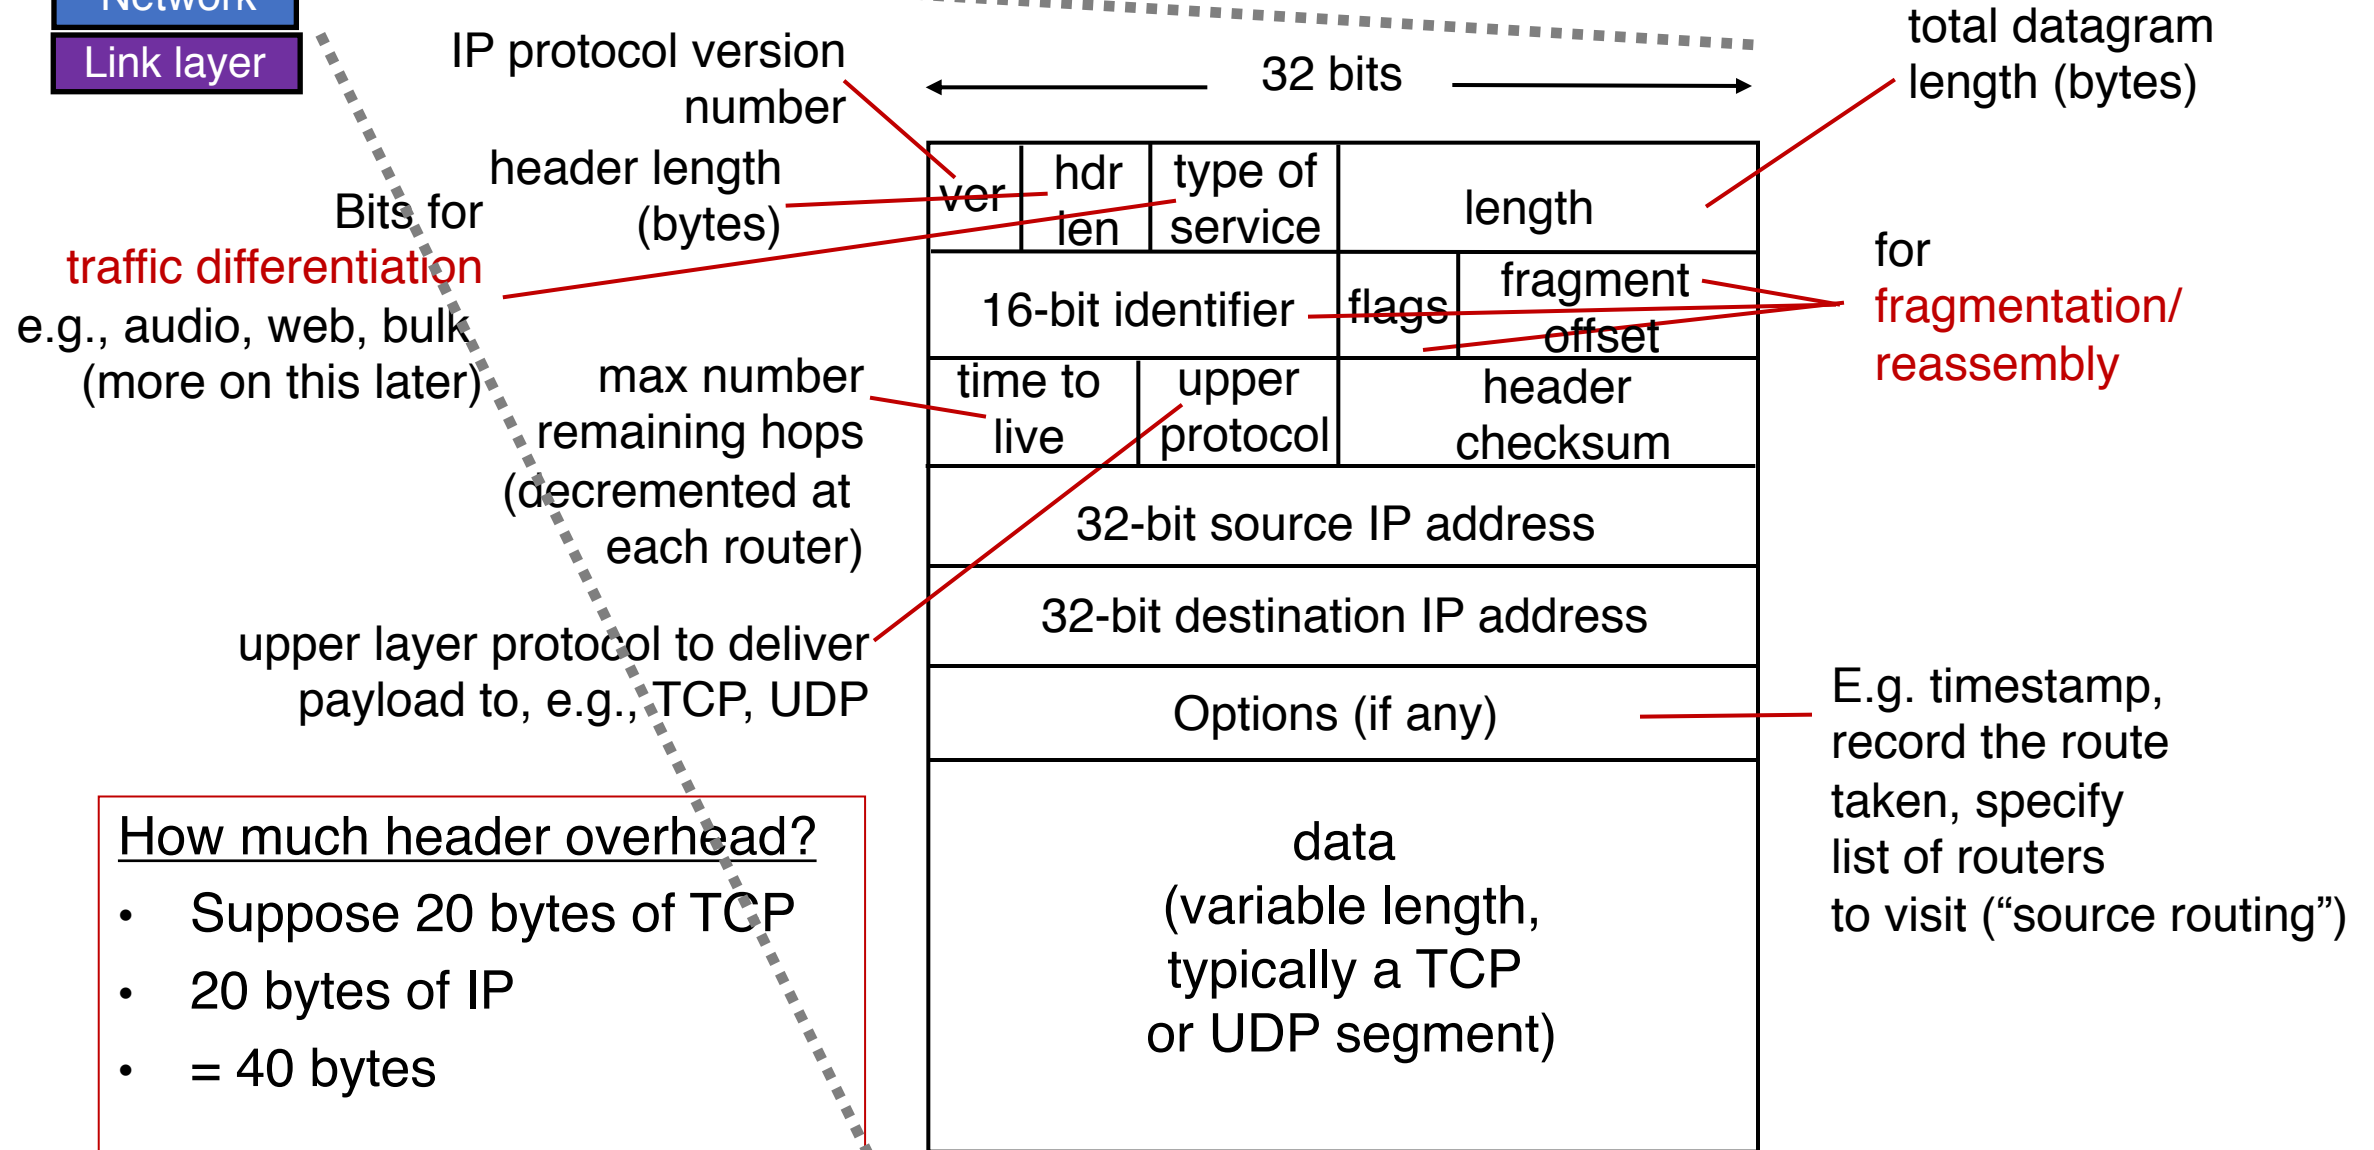 Network
Link layer
IP protocol version
number
header length
(bytes)
Bits for
traffic differentiation
e.g., audio, web, bulk
(more on this later)
max number
remaining hops
(decremented at
each router)
upper layer protocol to deliver
payload to, e.g., TCP, UDP
How much header overhead?
• Suppose 20 bytes of TCP
• 20 bytes of IP
• = 40 bytes
32 bits
ver
hdr
len
type of
service
length
16-bit identifier
flags
fragment
offset
time to
live
upper
protocol
header
checksum
32-bit source IP address
32-bit destination IP address
Options (if any)
data
(variable length,
typically a TCP
or UDP segment)
total datagram
length (bytes)
for
fragmentation/
reassembly
E.g. timestamp,
record the route
taken, specify
list of routers
to visit (“source routing”)